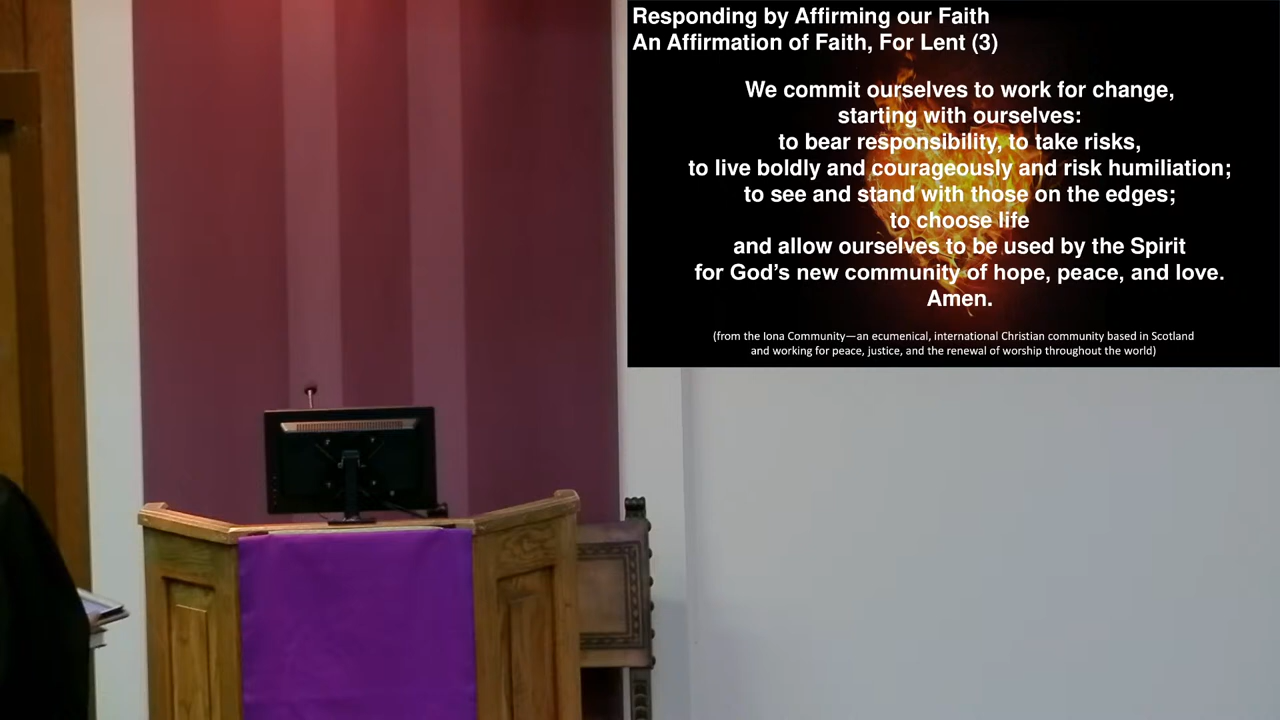 Responding by Affirming our Faith
An Affirmation of Faith, For Lent (3)
We commit ourselves to work for change,
starting with ourselves:
to bear responsibility, to take risks,
to live boldly and courageously and risk humiliation;
to see and stand with those on the edges;
to choose life
and allow ourselves to be used by the Spirit
for God’s new community of hope, peace, and love.
Amen.
(from the Iona Community—an ecumenical, international Christian community based in Scotland
and working for peace, justice, and the renewal of worship throughout the world)